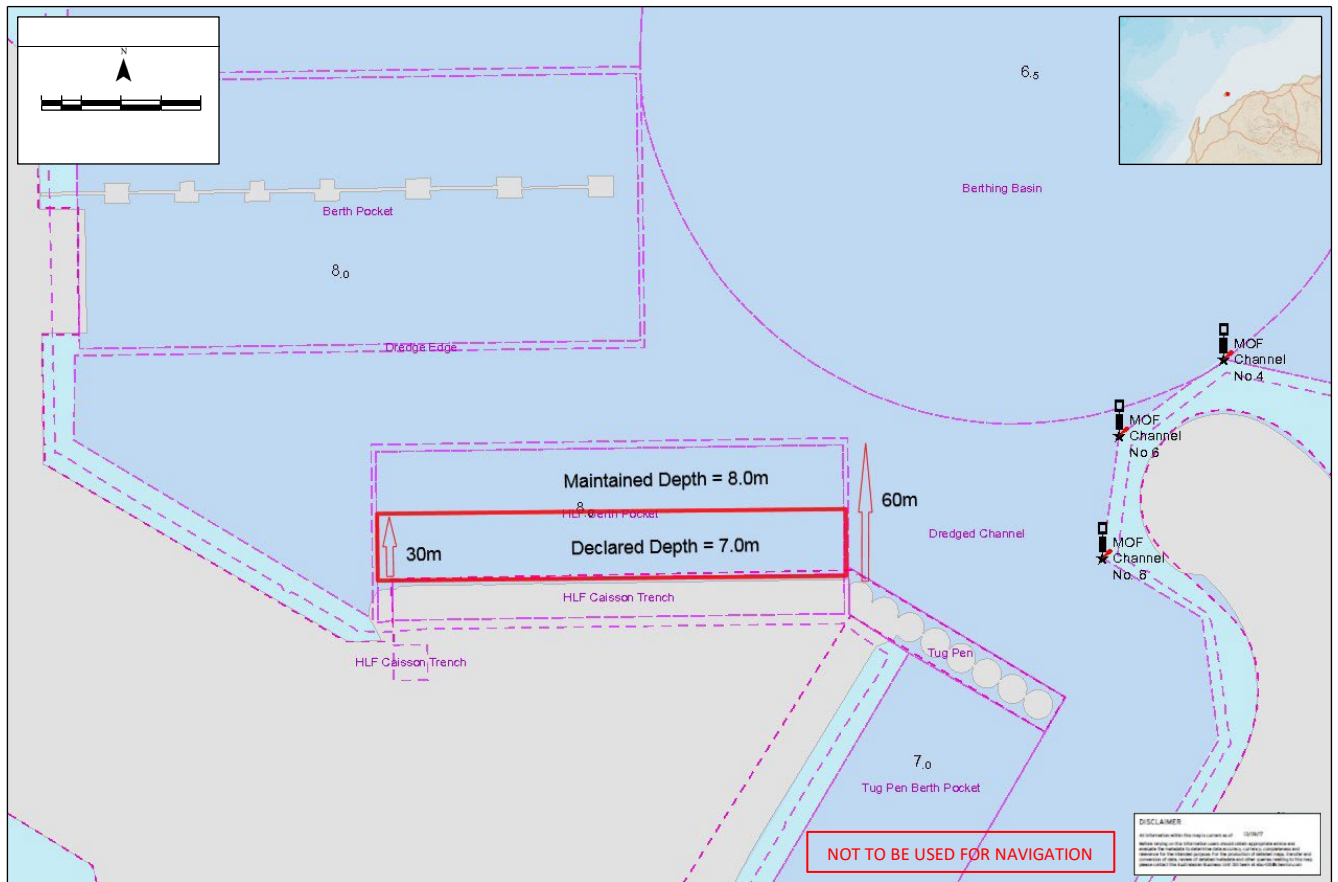 N
6.5
Berthing Basin
Berth Pocket
8.0
Dredge Edge
MOF
Channel
No.4
MOF
Channel
No 6
Maintained Depth = 8.0m
60m
HLF Berth Pocket
Dredged Channel
Declared Depth = 7.0m
30m
MOF
Channel
No. 8
HLF Caisson Trench
Tug Pen
HLF Caisson Trench
7.0
Tug Pen Berth Pocket
NOT TO BE USED FOR NAVIGATION
DISCLAIMER